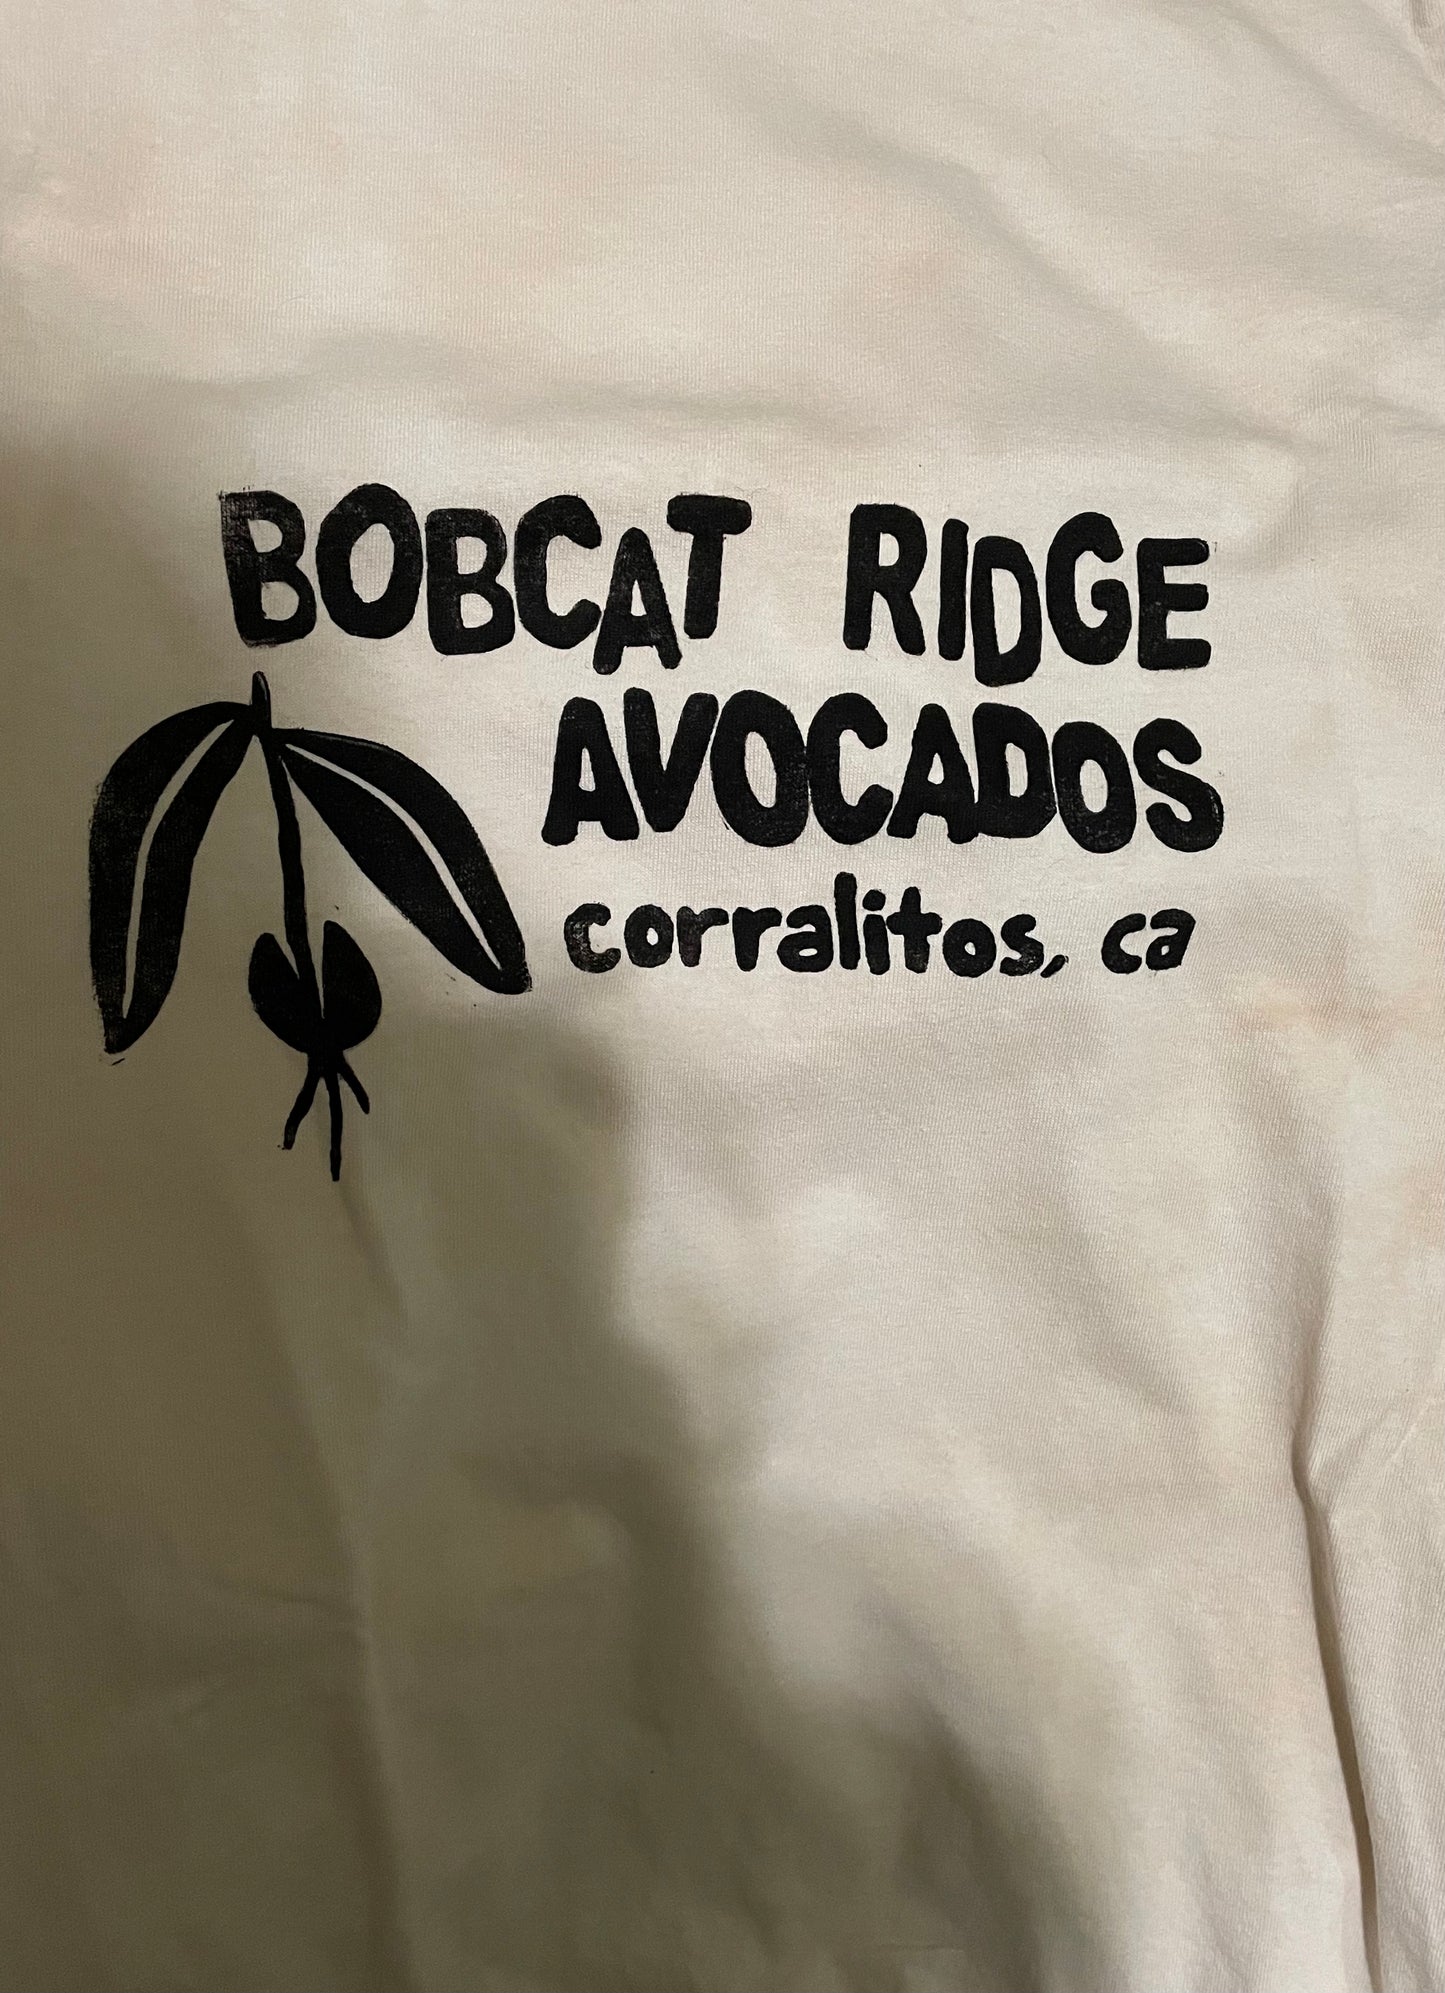 BOBCAT RIDGE
AVOCADOS
corralitos, ca